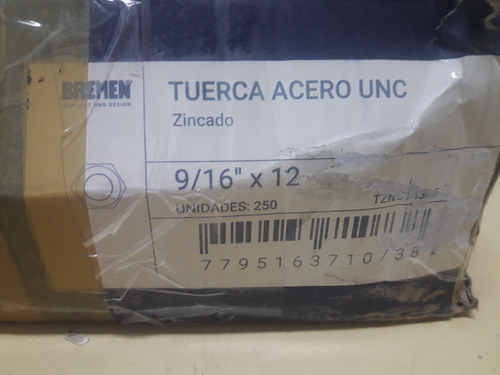 BREMEN
TUERCA ACERO UNC
Zincado
9/16" x 12
UNIDADES: 250